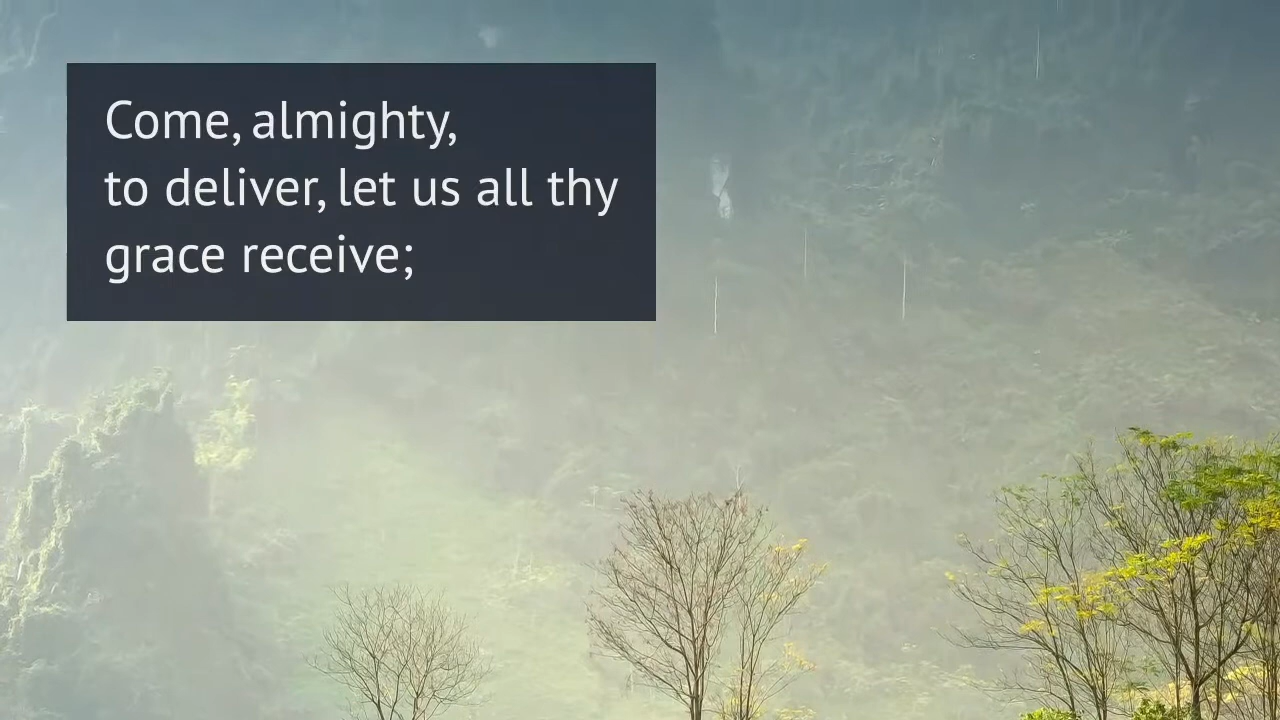 Come, almighty,
to deliver, let us all thy
grace receive;